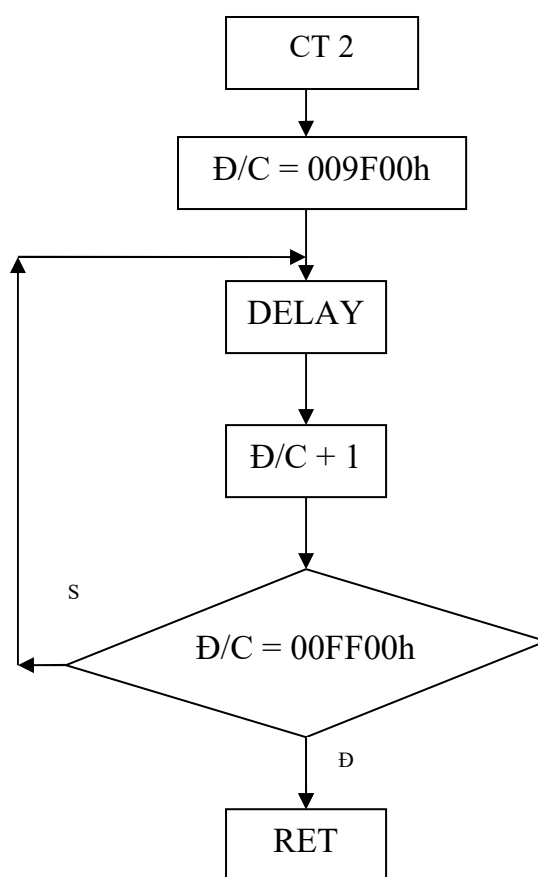 CT 2
Đ/C = 009F00h
DELAY
Đ/C + 1
S
Đ/C = 00FF00h
Đ
RET